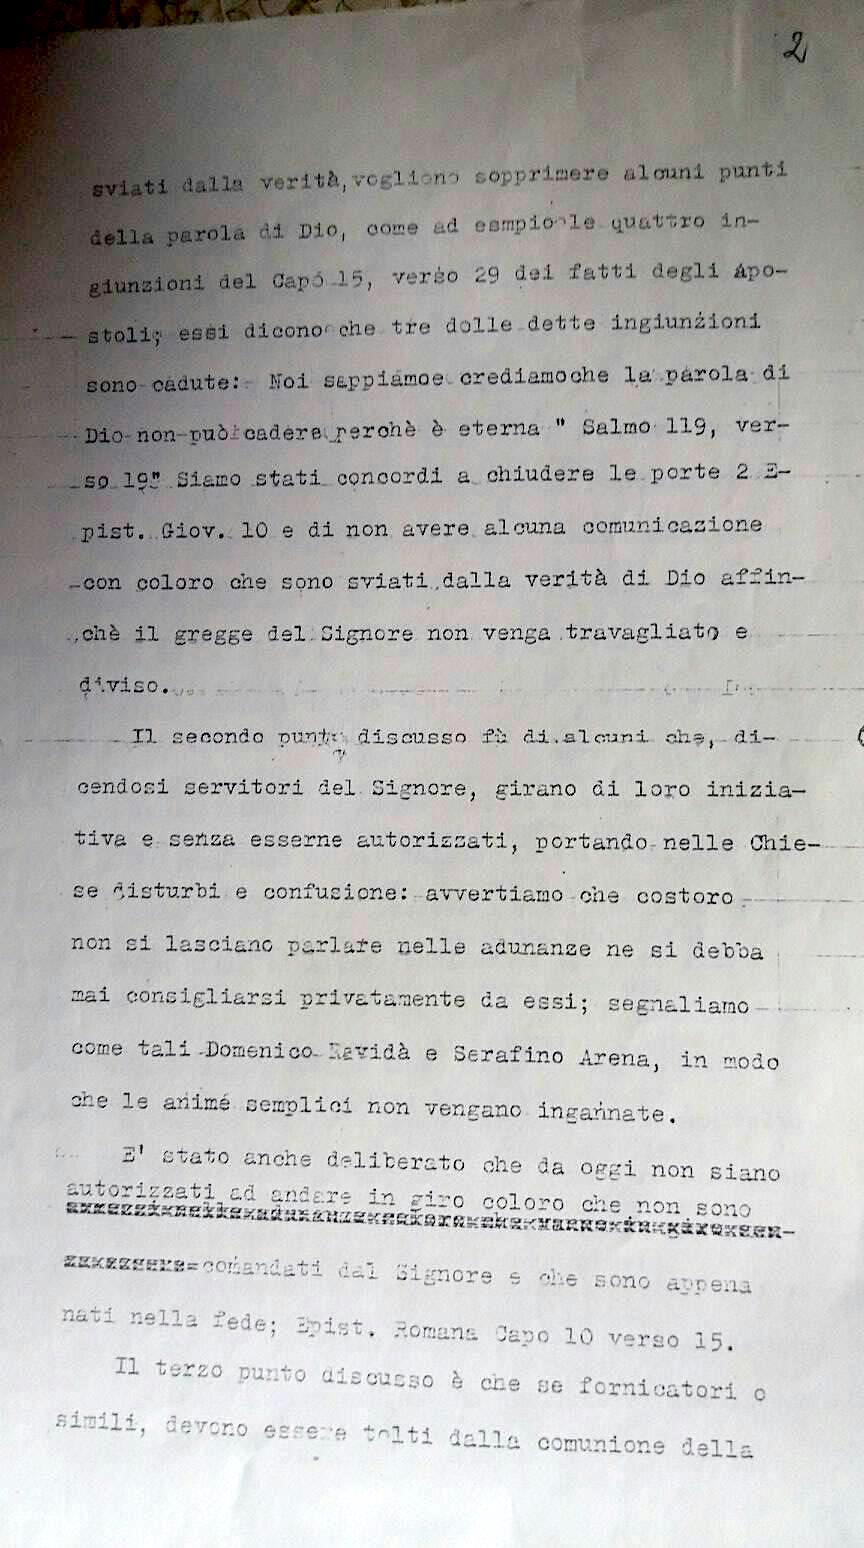 2
sviati dalla verità,vogliono sopprimere alcuni punti
della parola di Dio, come ad esmpio le quattro in-
giunzioni del Capo 15, verso 29 dei fatti degli Apo-
stoli; essi dicono che tre dolle dette ingiunzioni
sono cadute: Noi sappiamoe crediamoche la parola di
Dio non può cadere perchè è eterna " Salmo 119, ver-
so 19" Siamo stati concordi a chiudere le porte 2 E-
pist. Giov. 10 e di non avere alcuna comunicazione
con coloro che sono sviati dalla verità di Dio affin-
chè il gregge del Signore non venga travagliato e
diviso.
Il secondo punto discusso fù di alcuni che, di-
cendosi servitori del Signore, girano di loro inizia-
tiva e senza esserne autorizzati, portando nelle Chie-
se disturbi e confusione: avvertiamo che costoro
non si lasciano parlare nelle adunanze ne si debba
mai consigliarsi privatamente da essi; segnaliamo
come tali Domenico Ravidà e Serafino Arena, in modo
che le anime semplici non vengano ingannate.
E' stato anche deliberato che da oggi non siano
autorizzati ad andare in giro coloro che non sono
comandati dal Signore e che sono appena
nati nella fede; Epist. Romana Capo 10 verso 15.
Il terzo punto discusso è che se fornicatori o
simili, devono essere tolti dalla comunione della